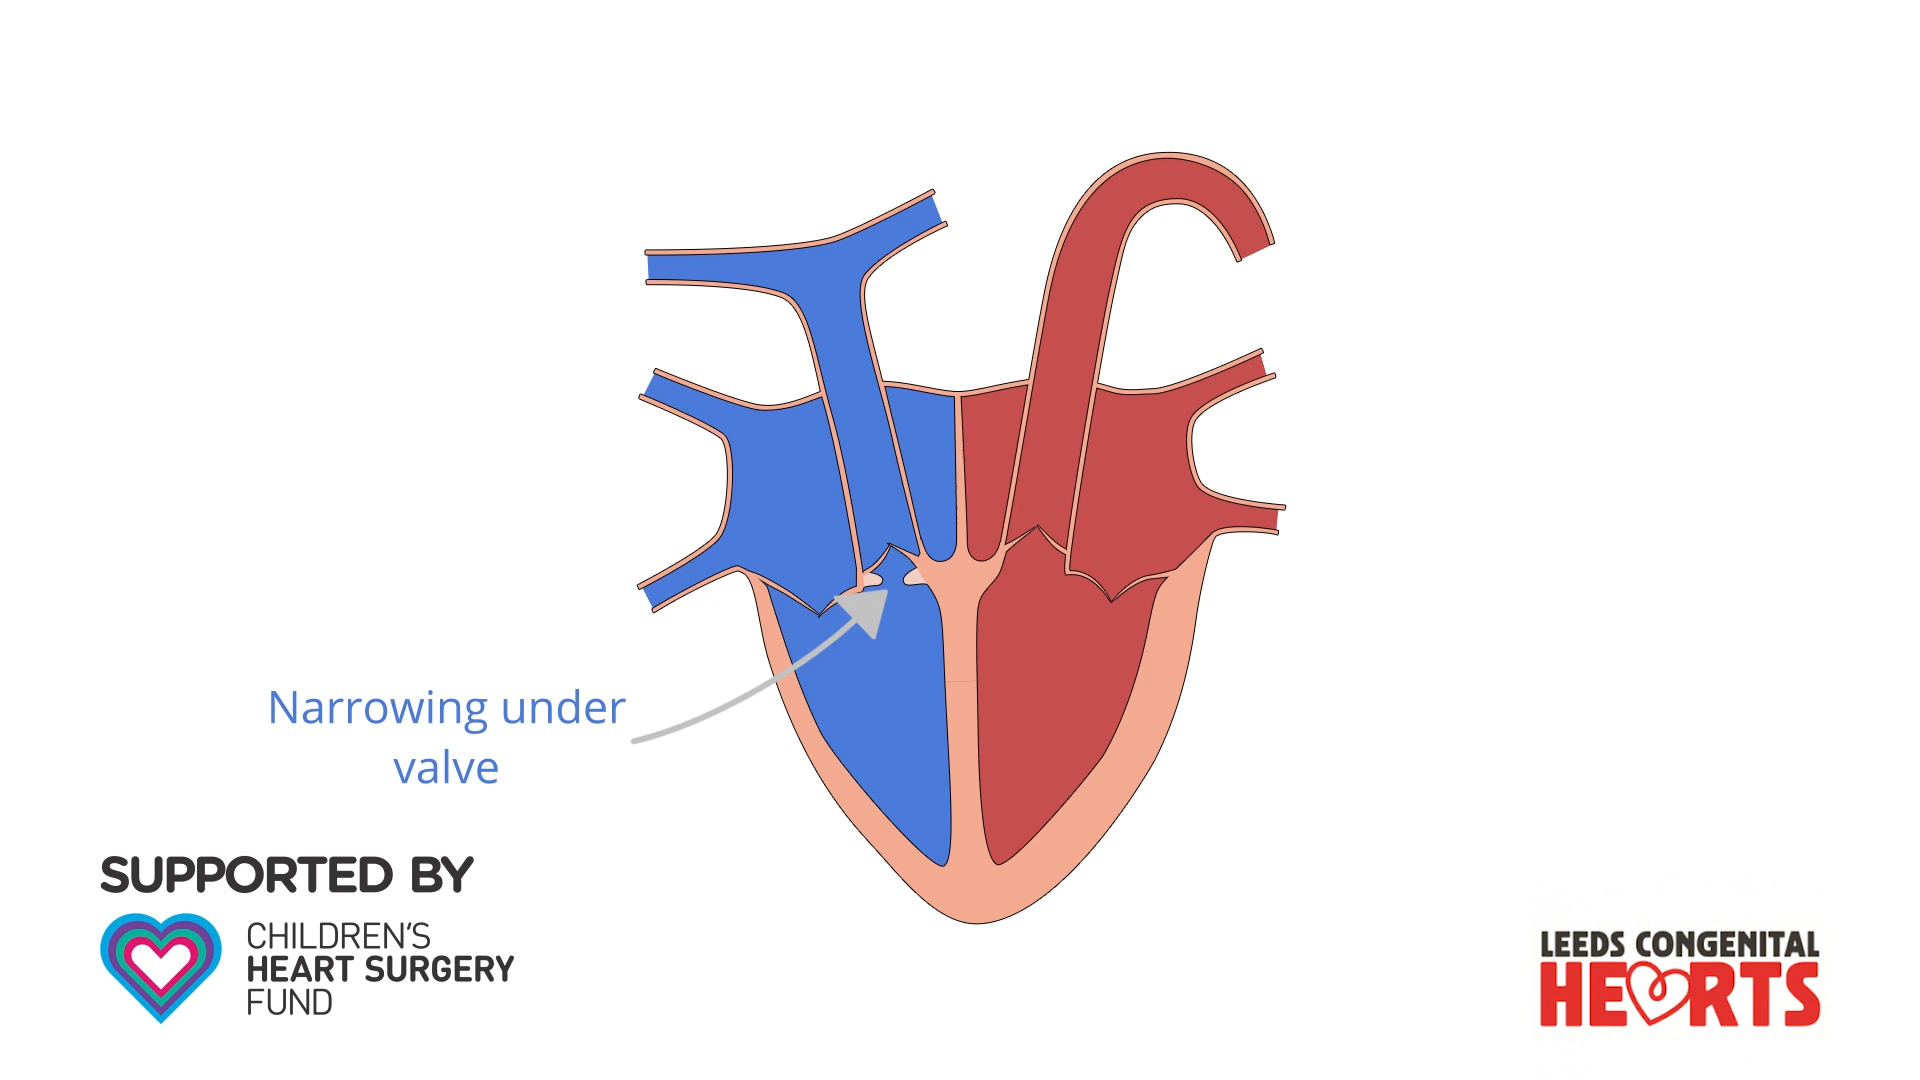 Narrowing under
valve
SUPPORTED BY
CHILDREN'S
HEART SURGERY
FUND
LEEDS CONGENITAL
HEARTS